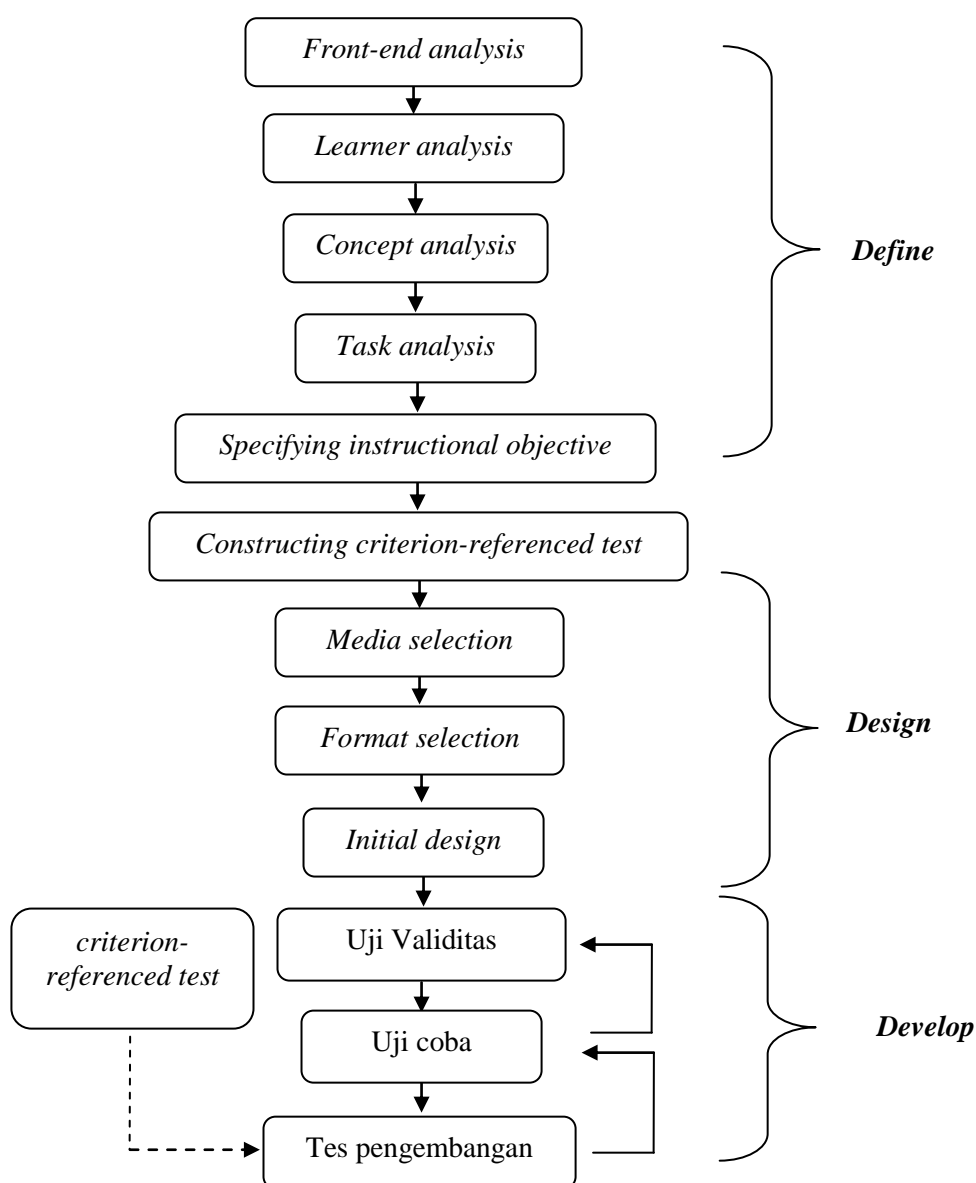 Front-end analysis
Learner analysis
Concept analysis
Define
Task analysis
Specifying instructional objective
Constructing criterion-referenced test
Media selection
Format selection
Design
Initial design
Uji Validitas
criterion-
referenced test
Uji coba
Develop
Tes pengembangan